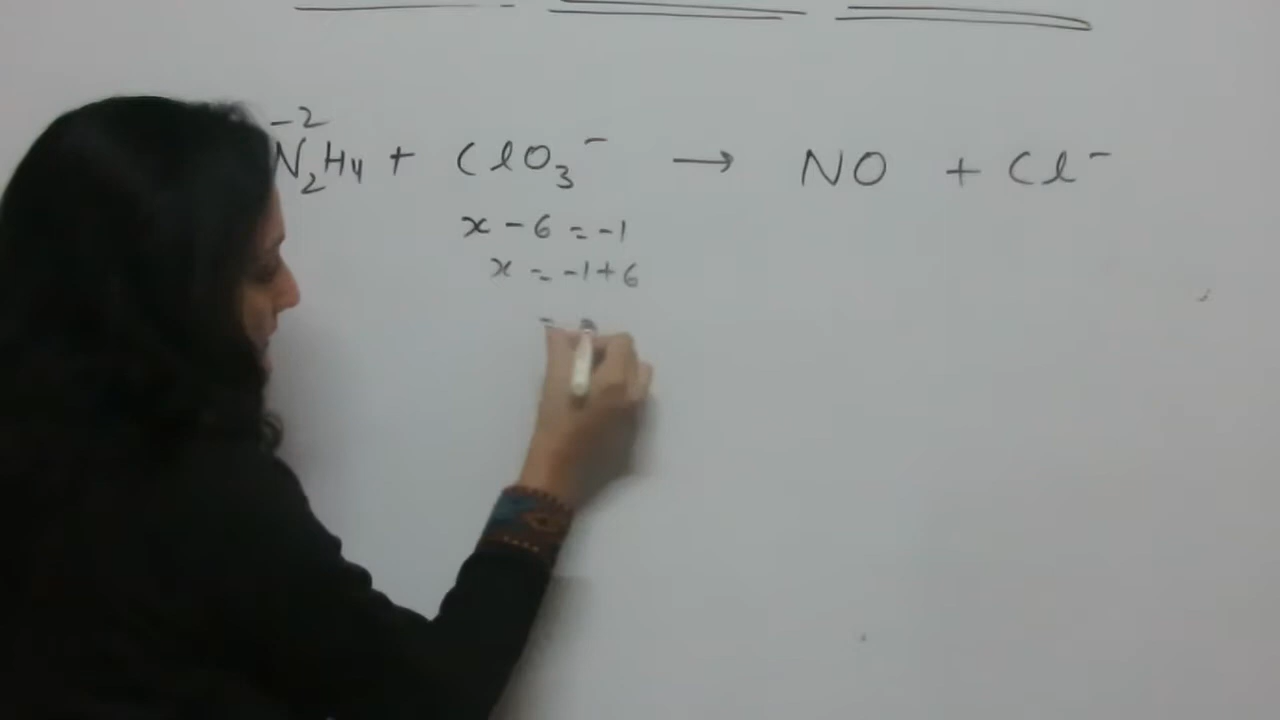 -2
N2H4 + ClO3- → NO + Cl-
x - 6 = -1
x = -1+6
=